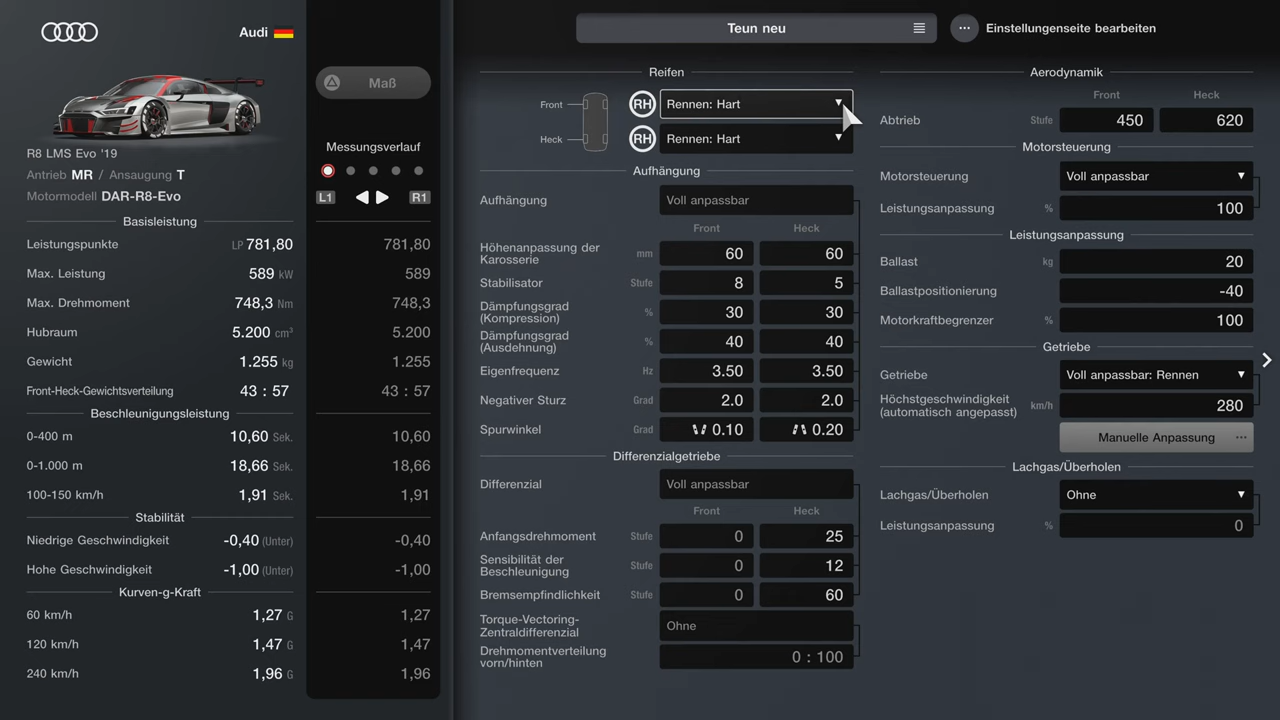 Audi
R8 LMS Evo '19
Antrieb MR / Ansaugung T
Motormodell DAR-R8-Evo
Basisleistung
Leistungspunkte LP 781,80
Max. Leistung 589 kW
Max. Drehmoment 748,3 Nm
Hubraum 5.200 cm³
Gewicht 1.255 kg
Front-Heck-Gewichtsverteilung 43 : 57
Beschleunigungsleistung
0-400 m 10,60 Sek.
0-1.000 m 18,66 Sek.
100-150 km/h 1,91 Sek.
Stabilität
Niedrige Geschwindigkeit -0,40 (Unter)
Hohe Geschwindigkeit -1,00 (Unter)
Kurven-g-Kraft
60 km/h 1,27 G
120 km/h 1,47 G
240 km/h 1,96 G
Maß
Messungsverlauf
L1 R1
781,80
589
748,3
5.200
1.255
43 : 57
10,60
18,66
1,91
-0,40
-1,00
1,27
1,47
1,96
Teun neu
Einstellungenseite bearbeiten
Reifen
Front RH Rennen: Hart
Heck RH Rennen: Hart
Aufhängung
Aufhängung Voll anpassbar
Front Heck
Höhenanpassung der
Karosserie mm 60 60
Stabilisator Stufe 8 5
Dämpfungsgrad
(Kompression) % 30 30
Dämpfungsgrad
(Ausdehnung) % 40 40
Eigenfrequenz Hz 3.50 3.50
Negativer Sturz Grad 2.0 2.0
Spurwinkel Grad 0.10 0.20
Differenzialgetriebe
Differenzial Voll anpassbar
Front Heck
Anfangsdrehmoment Stufe 0 25
Sensibilität der
Beschleunigung Stufe 0 12
Bremsempfindlichkeit Stufe 0 60
Torque-Vectoring-
Zentraldifferenzial Ohne
Drehmomentverteilung
vorn/hinten 0 : 100
Aerodynamik
Front Heck
Abtrieb Stufe 450 620
Motorsteuerung
Motorsteuerung Voll anpassbar
Leistungsanpassung % 100
Leistungsanpassung
Ballast kg 20
Ballastpositionierung -40
Motorkraftbegrenzer % 100
Getriebe
Getriebe Voll anpassbar: Rennen
Höchstgeschwindigkeit
(automatisch angepasst) km/h 280
Manuelle Anpassung
Lachgas/Überholen
Lachgas/Überholen Ohne
Leistungsanpassung % 0